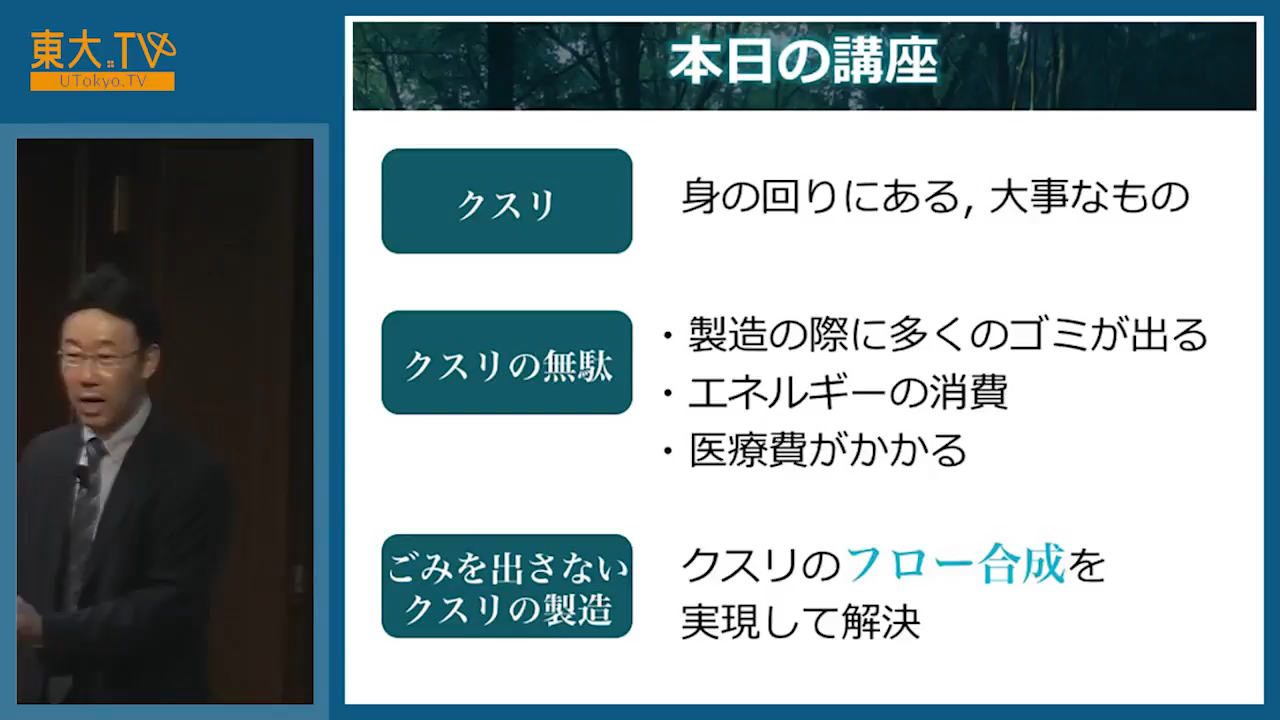 東大.TV
UTokyo.TV
本日の講座
クスリ
身の回りにある, 大事なもの
クスリの無駄
・製造の際に多くのゴミが出る
・エネルギーの消費
・医療費がかかる
ごみを出さない
クスリの製造
クスリのフロー合成を
実現して解決